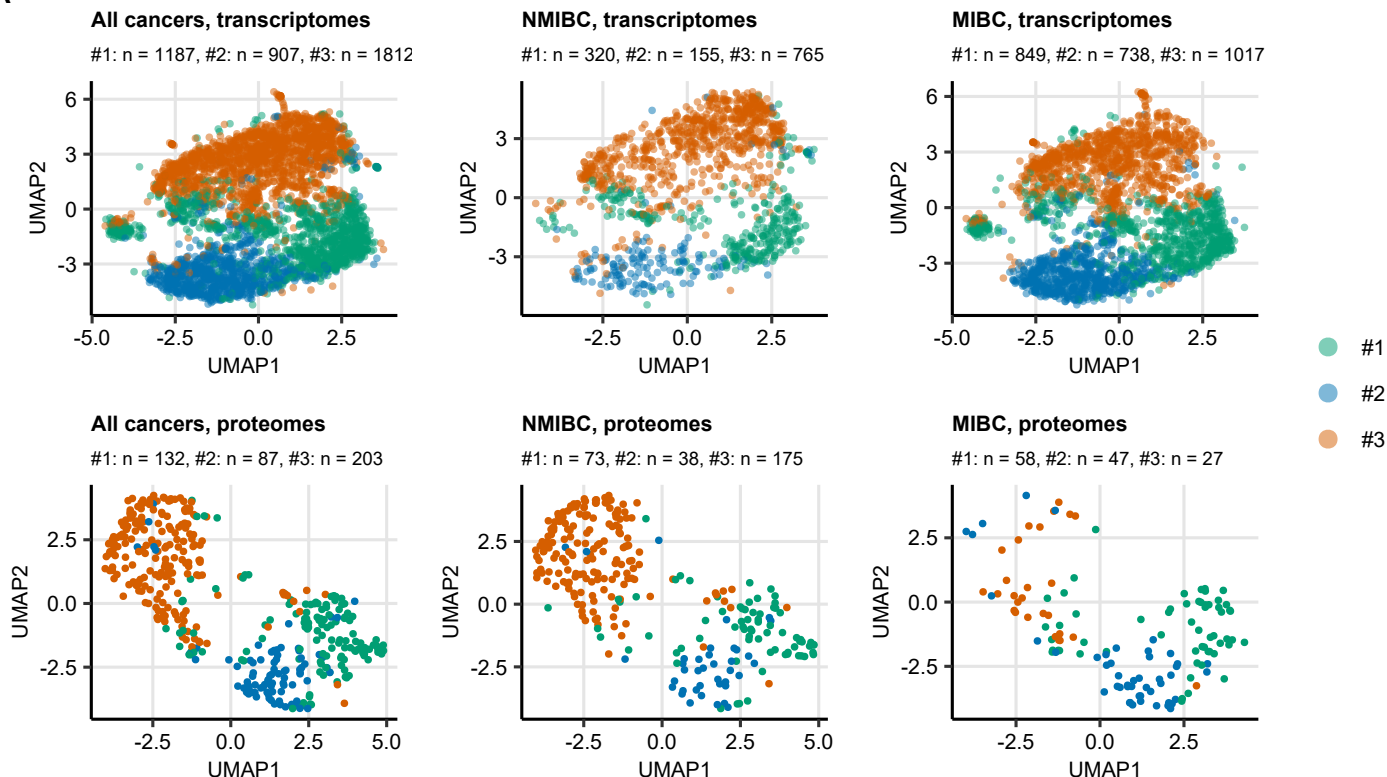 All cancers, transcriptomes
#1: n = 1187, #2: n = 907, #3: n = 1812
6
3
0
-3
UMAP2
-5.0 -2.5 0.0 2.5
UMAP1
NMIBC, transcriptomes
#1: n = 320, #2: n = 155, #3: n = 765
3
0
-3
UMAP2
-2.5 0.0 2.5
UMAP1
MIBC, transcriptomes
#1: n = 849, #2: n = 738, #3: n = 1017
6
3
0
-3
UMAP2
-5.0 -2.5 0.0 2.5
UMAP1
#1
#2
#3
All cancers, proteomes
#1: n = 132, #2: n = 87, #3: n = 203
2.5
0.0
-2.5
UMAP2
-2.5 0.0 2.5 5.0
UMAP1
NMIBC, proteomes
#1: n = 73, #2: n = 38, #3: n = 175
2.5
0.0
-2.5
UMAP2
-2.5 0.0 2.5 5.0
UMAP1
MIBC, proteomes
#1: n = 58, #2: n = 47, #3: n = 27
2.5
0.0
-2.5
UMAP2
-2.5 0.0 2.5
UMAP1